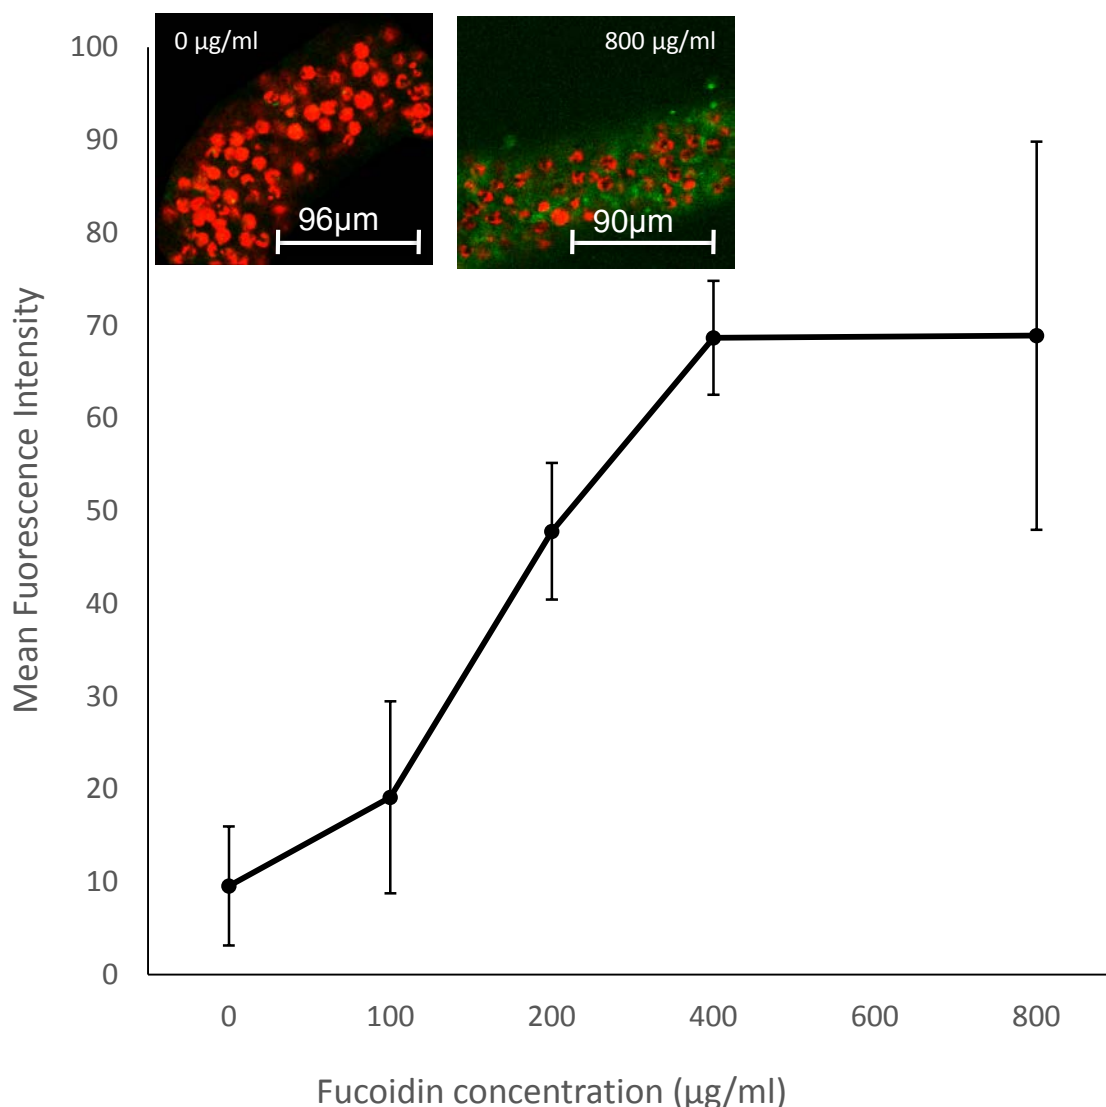 0 µg/ml
800 µg/ml
96µm
90µm
100
90
80
70
60
50
40
30
20
10
0
Mean Fuorescence Intensity
0 100 200 400 600 800
Fucoidin concentration (µg/ml)